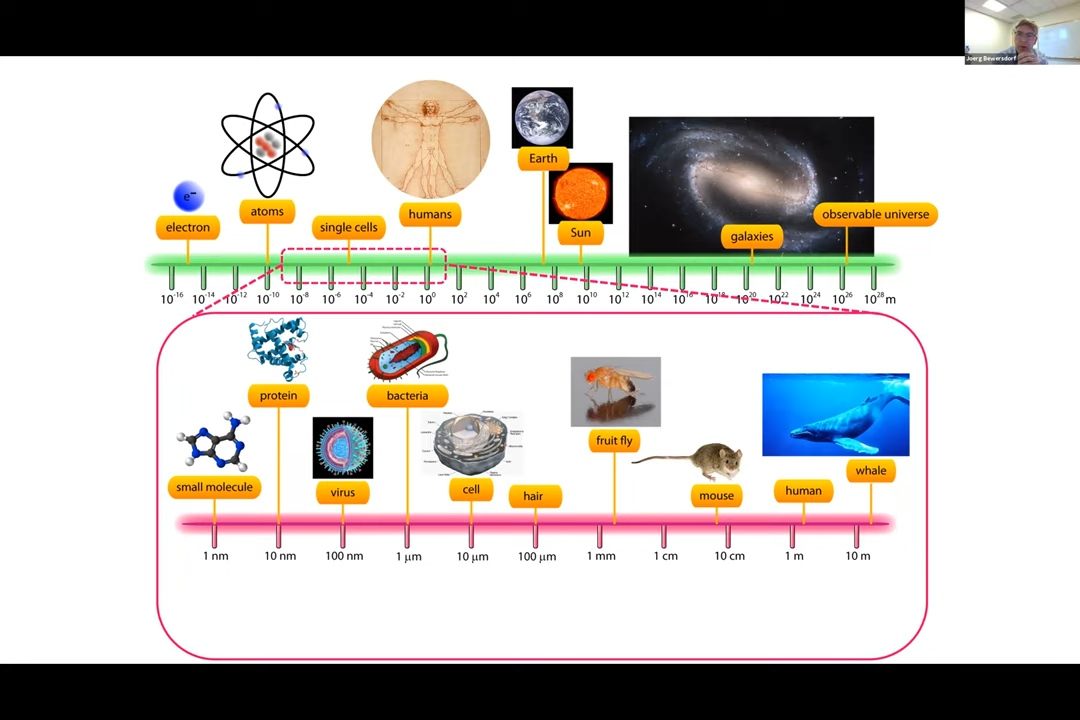 Joerg Bewersdorf
e⁻
electron
atoms
single cells
humans
Earth
Sun
galaxies
observable universe
10⁻¹⁶ 10⁻¹⁴ 10⁻¹² 10⁻¹⁰ 10⁻⁸ 10⁻⁶ 10⁻⁴ 10⁻² 10⁰ 10² 10⁴ 10⁶ 10⁸ 10¹⁰ 10¹² 10¹⁴ 10¹⁶ 10¹⁸ 10²⁰ 10²² 10²⁴ 10²⁶ 10²⁸ m
protein
bacteria
small molecule
virus
cell
hair
fruit fly
mouse
human
whale
1 nm 10 nm 100 nm 1 μm 10 μm 100 μm 1 mm 1 cm 10 cm 1 m 10 m